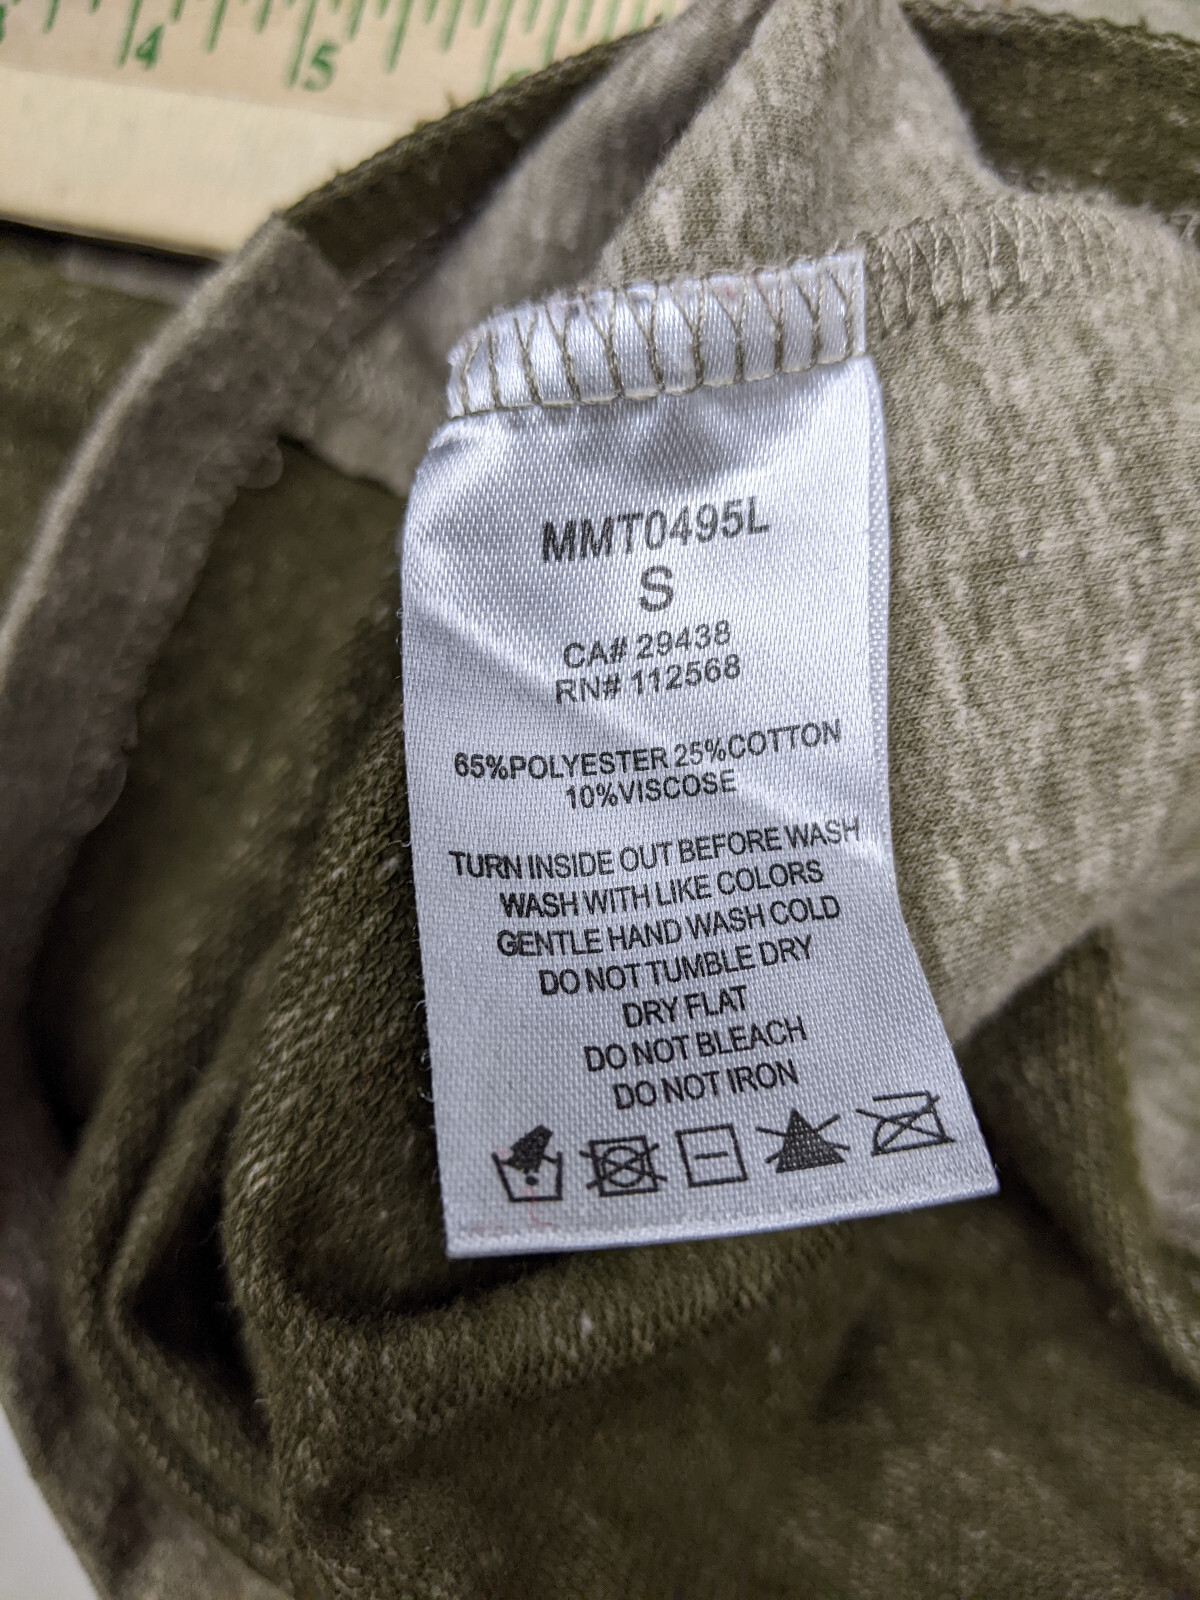 4 5
MMT0495L
S
CA# 29438
RN# 112568
65%POLYESTER 25%COTTON
10%VISCOSE
TURN INSIDE OUT BEFORE WASH
WASH WITH LIKE COLORS
GENTLE HAND WASH COLD
DO NOT TUMBLE DRY
DRY FLAT
DO NOT BLEACH
DO NOT IRON